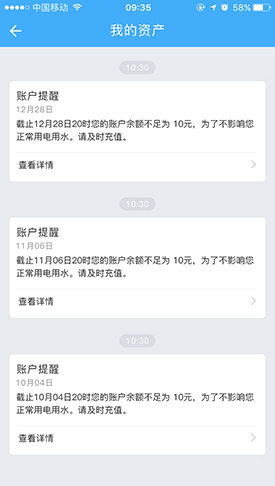 中国移动
09:35
58%
我的资产
10:30
账户提醒
12月28日
截止12月28日20时您的账户余额不足为 10元，为了不影响您
正常用电用水。请及时充值。
查看详情
10:30
账户提醒
11月06日
截止11月06日20时您的账户余额不足为 10元，为了不影响您
正常用电用水。请及时充值。
查看详情
10:30
账户提醒
10月04日
截止10月04日20时您的账户余额不足为 10元，为了不影响您
正常用电用水。请及时充值。
查看详情